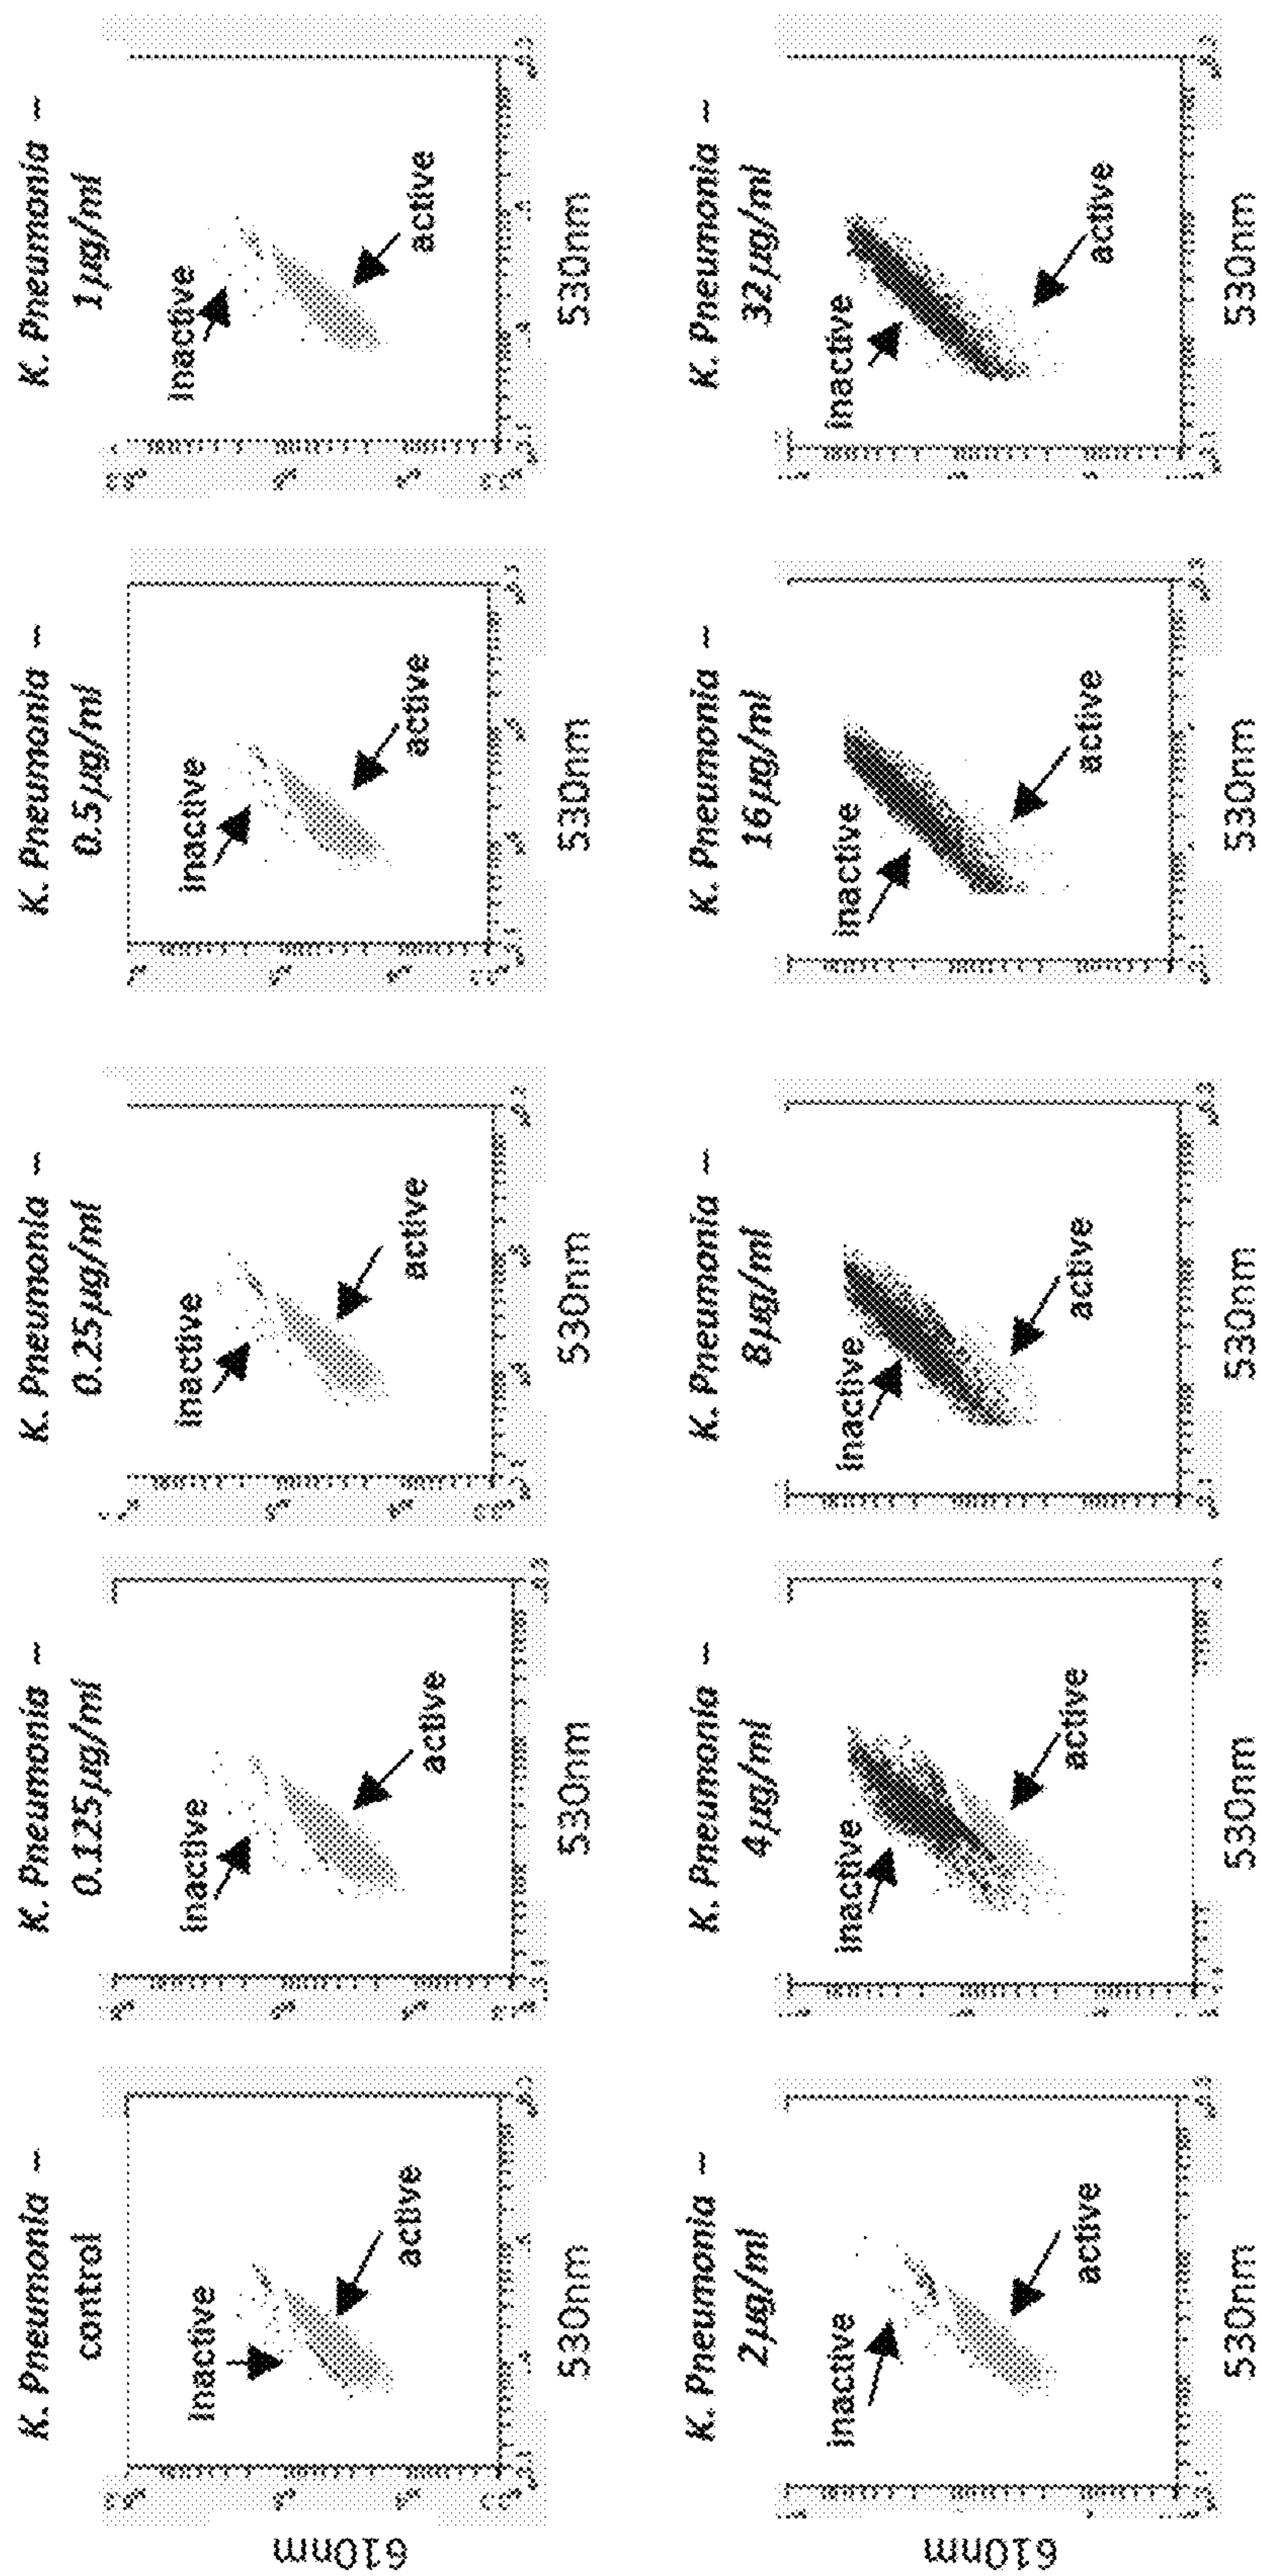 K. Pneumonia –
control
inactive
active
610nm
530nm
K. Pneumonia –
0.125µg/ml
inactive
active
530nm
K. Pneumonia –
0.25µg/ml
inactive
active
530nm
K. Pneumonia –
0.5µg/ml
inactive
active
530nm
K. Pneumonia –
1µg/ml
inactive
active
530nm
K. Pneumonia –
2µg/ml
inactive
active
610nm
530nm
K. Pneumonia –
4µg/ml
inactive
active
530nm
K. Pneumonia –
8µg/ml
inactive
active
530nm
K. Pneumonia –
16µg/ml
inactive
active
530nm
K. Pneumonia –
32µg/ml
inactive
active
530nm